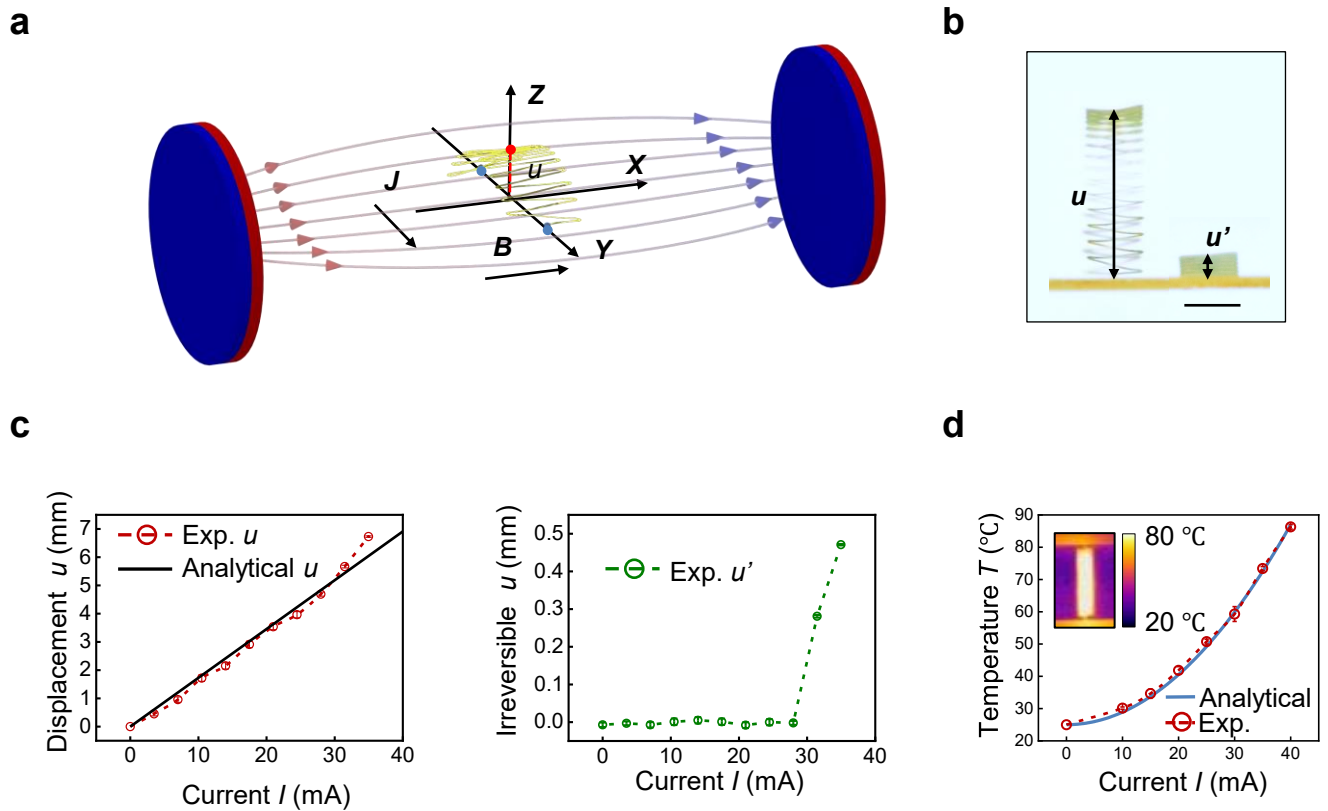 a
Z
u
J
X
B
Y
b
u
u’
c
Displacement u (mm)
7
6
5
4
3
2
1
0
Exp. u
Analytical u
0 10 20 30 40
Current I (mA)
Irreversible u (mm)
0.5
0.4
0.3
0.2
0.1
0.0
Exp. u’
0 10 20 30 40
Current I (mA)
d
Temperature T (℃)
90
80
70
60
50
40
30
20
80 ℃
20 ℃
Analytical
Exp.
0 10 20 30 40
Current I (mA)